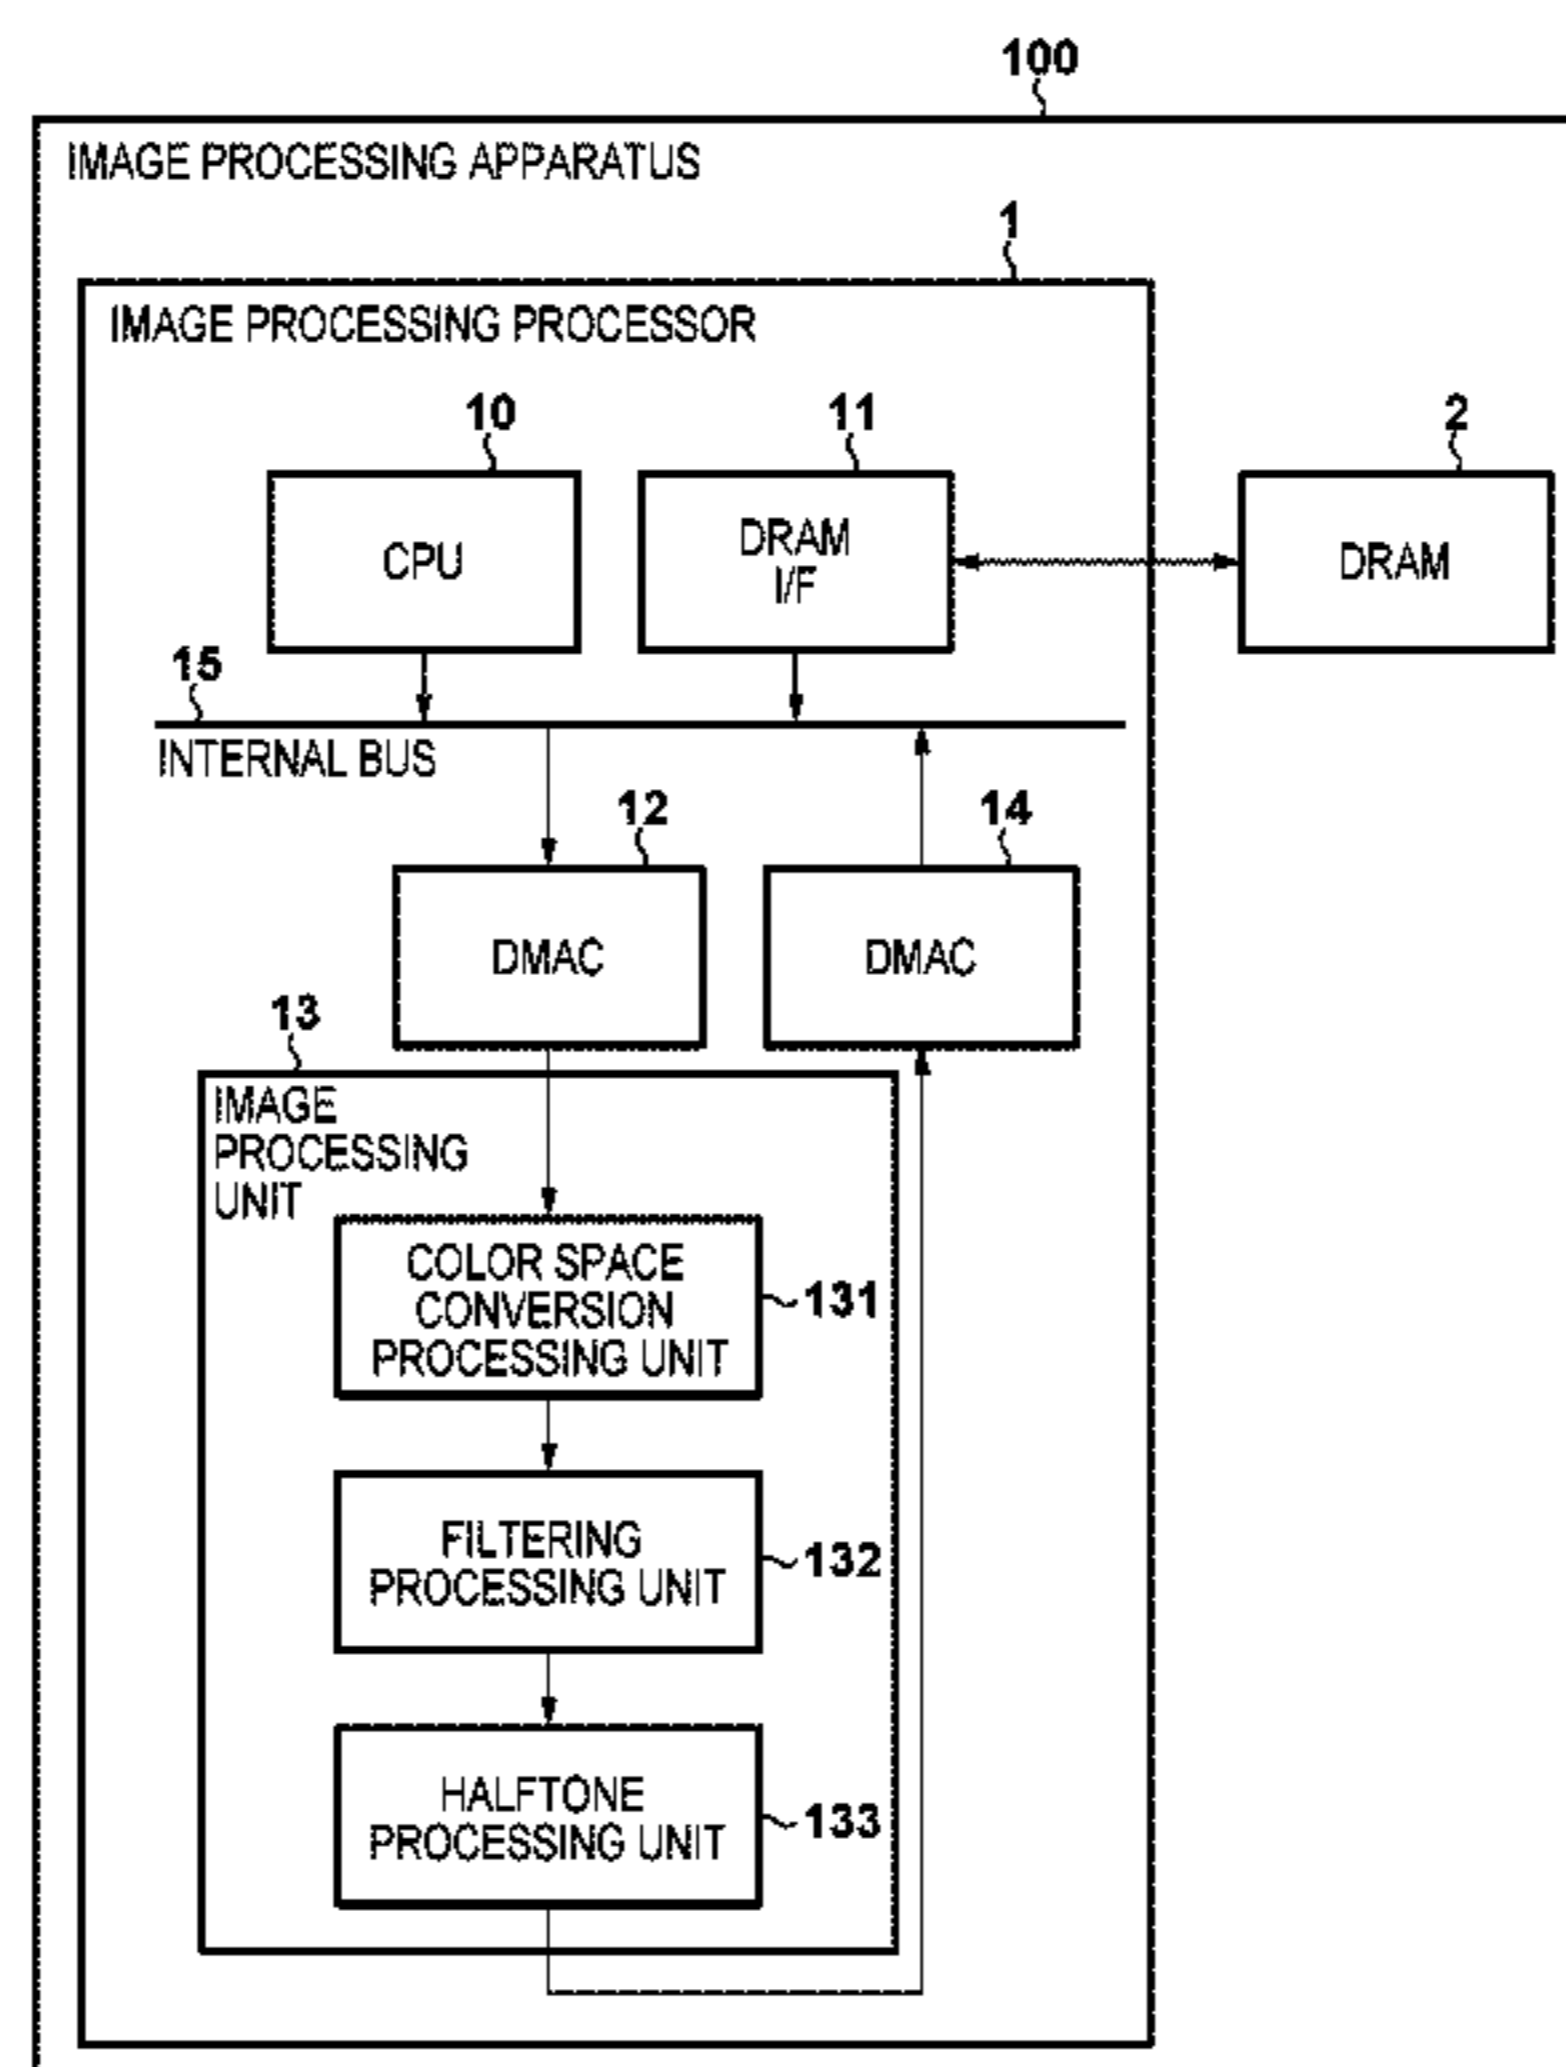 100
IMAGE PROCESSING APPARATUS
1
IMAGE PROCESSING PROCESSOR
10
11
2
CPU
DRAM
I/F
DRAM
15
INTERNAL BUS
12
14
DMAC
DMAC
13
IMAGE
PROCESSING
UNIT
COLOR SPACE
CONVERSION
PROCESSING UNIT
131
FILTERING
PROCESSING UNIT
132
HALFTONE
PROCESSING UNIT
133